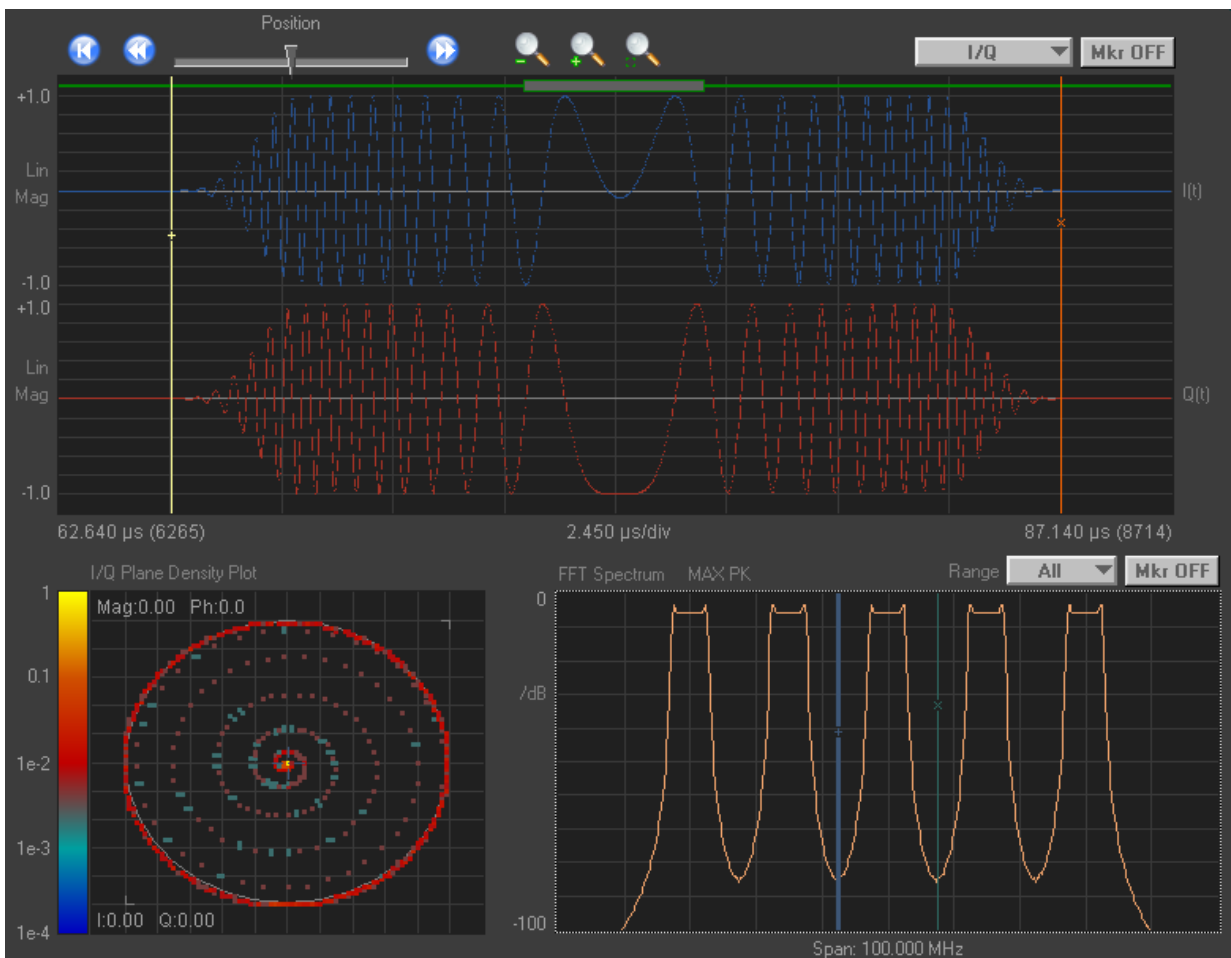 Position
I/Q
Mkr OFF
+1.0
Lin
Mag
-1.0
I(t)
+1.0
Lin
Mag
-1.0
Q(t)
62.640 µs (6265)
2.450 µs/div
87.140 µs (8714)
I/Q Plane Density Plot
1
0.1
1e-2
1e-3
1e-4
Mag:0.00 Ph:0.0
I:0.00 Q:0.00
FFT Spectrum MAX PK
Range
All
Mkr OFF
0
/dB
-100
Span: 100.000 MHz